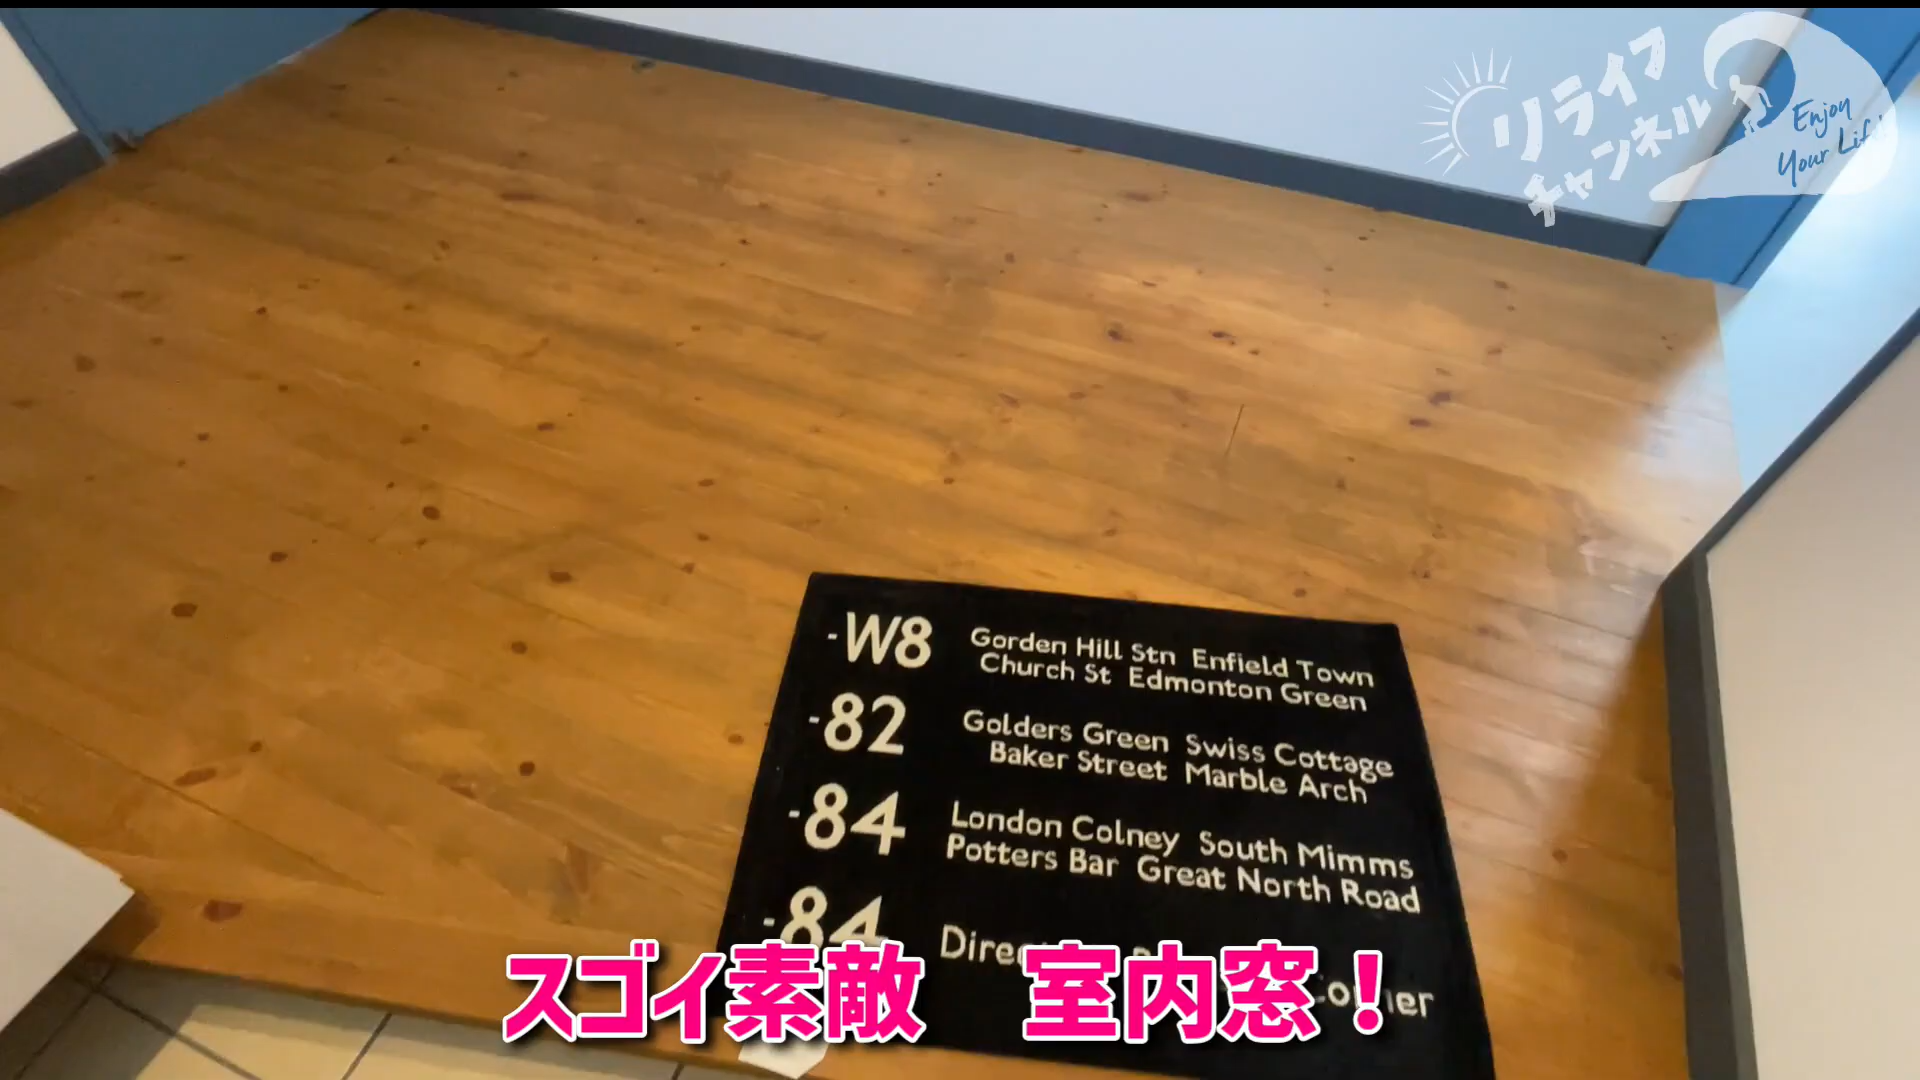 リライフ
チャンネル
Enjoy
Your
-W8 Gorden Hill Stn Enfield Town
Church St Edmonton Green
-82 Golders Green Swiss Cottage
Baker Street Marble Arch
-84 London Colney South Mimms
Potters Bar Great North Road
-84
スゴイ素敵 室内窓！